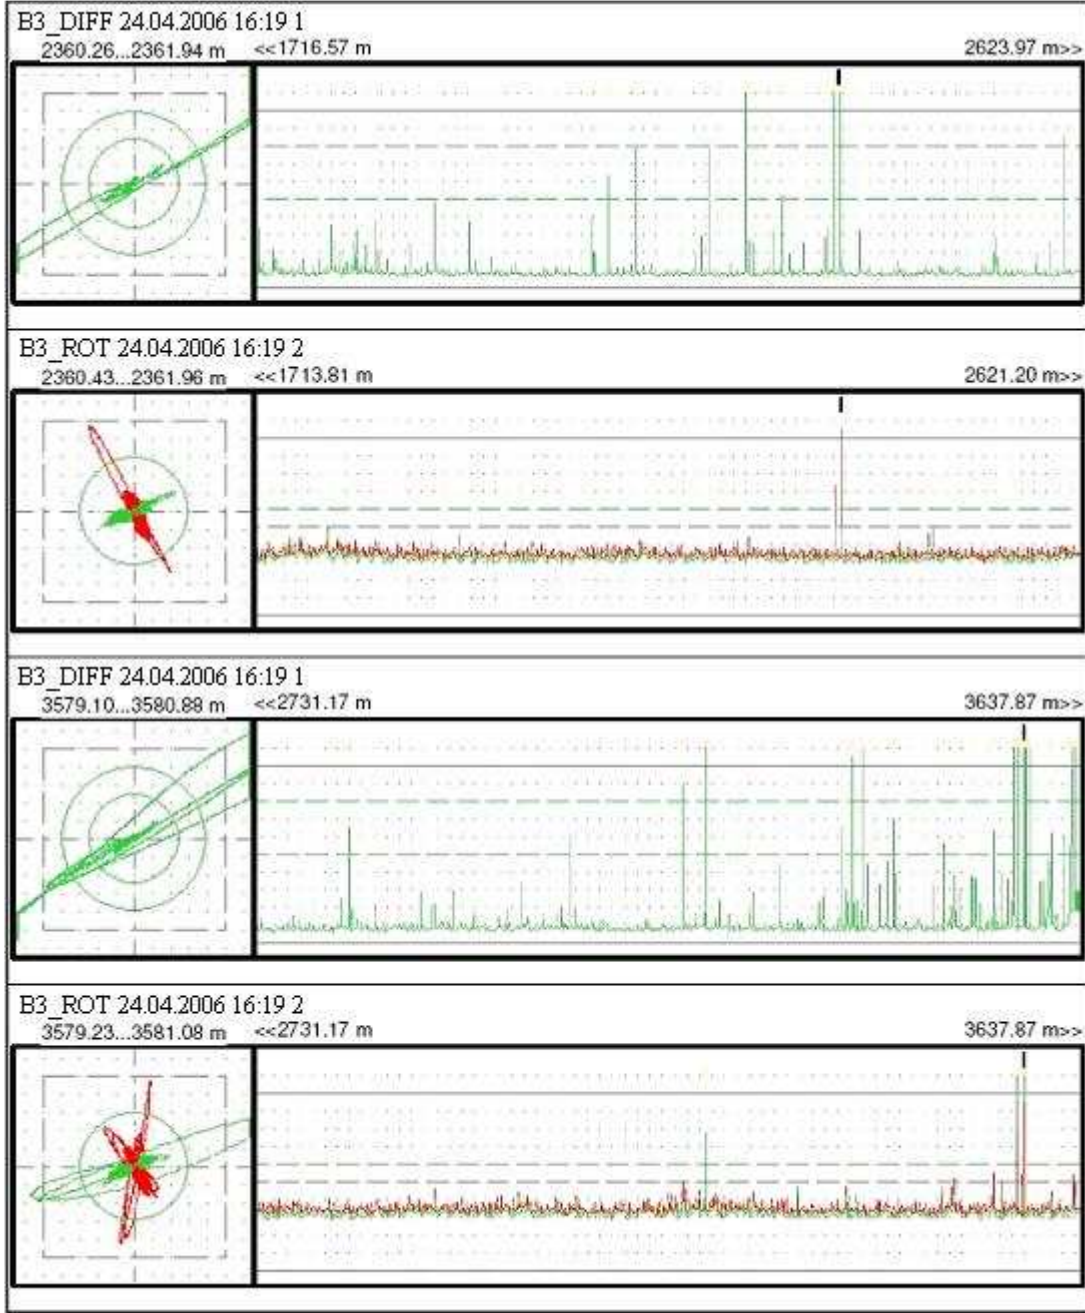 B3_DIFF 24.04.2006 16:19 1
2360.26...2361.94 m <<1716.57 m 2623.97 m>>
B3_ROT 24.04.2006 16:19 2
2360.43...2361.96 m <<1713.81 m 2621.20 m>>
B3_DIFF 24.04.2006 16:19 1
3579.10...3580.88 m <<2731.17 m 3637.87 m>>
B3_ROT 24.04.2006 16:19 2
3579.23...3581.08 m <<2731.17 m 3637.87 m>>